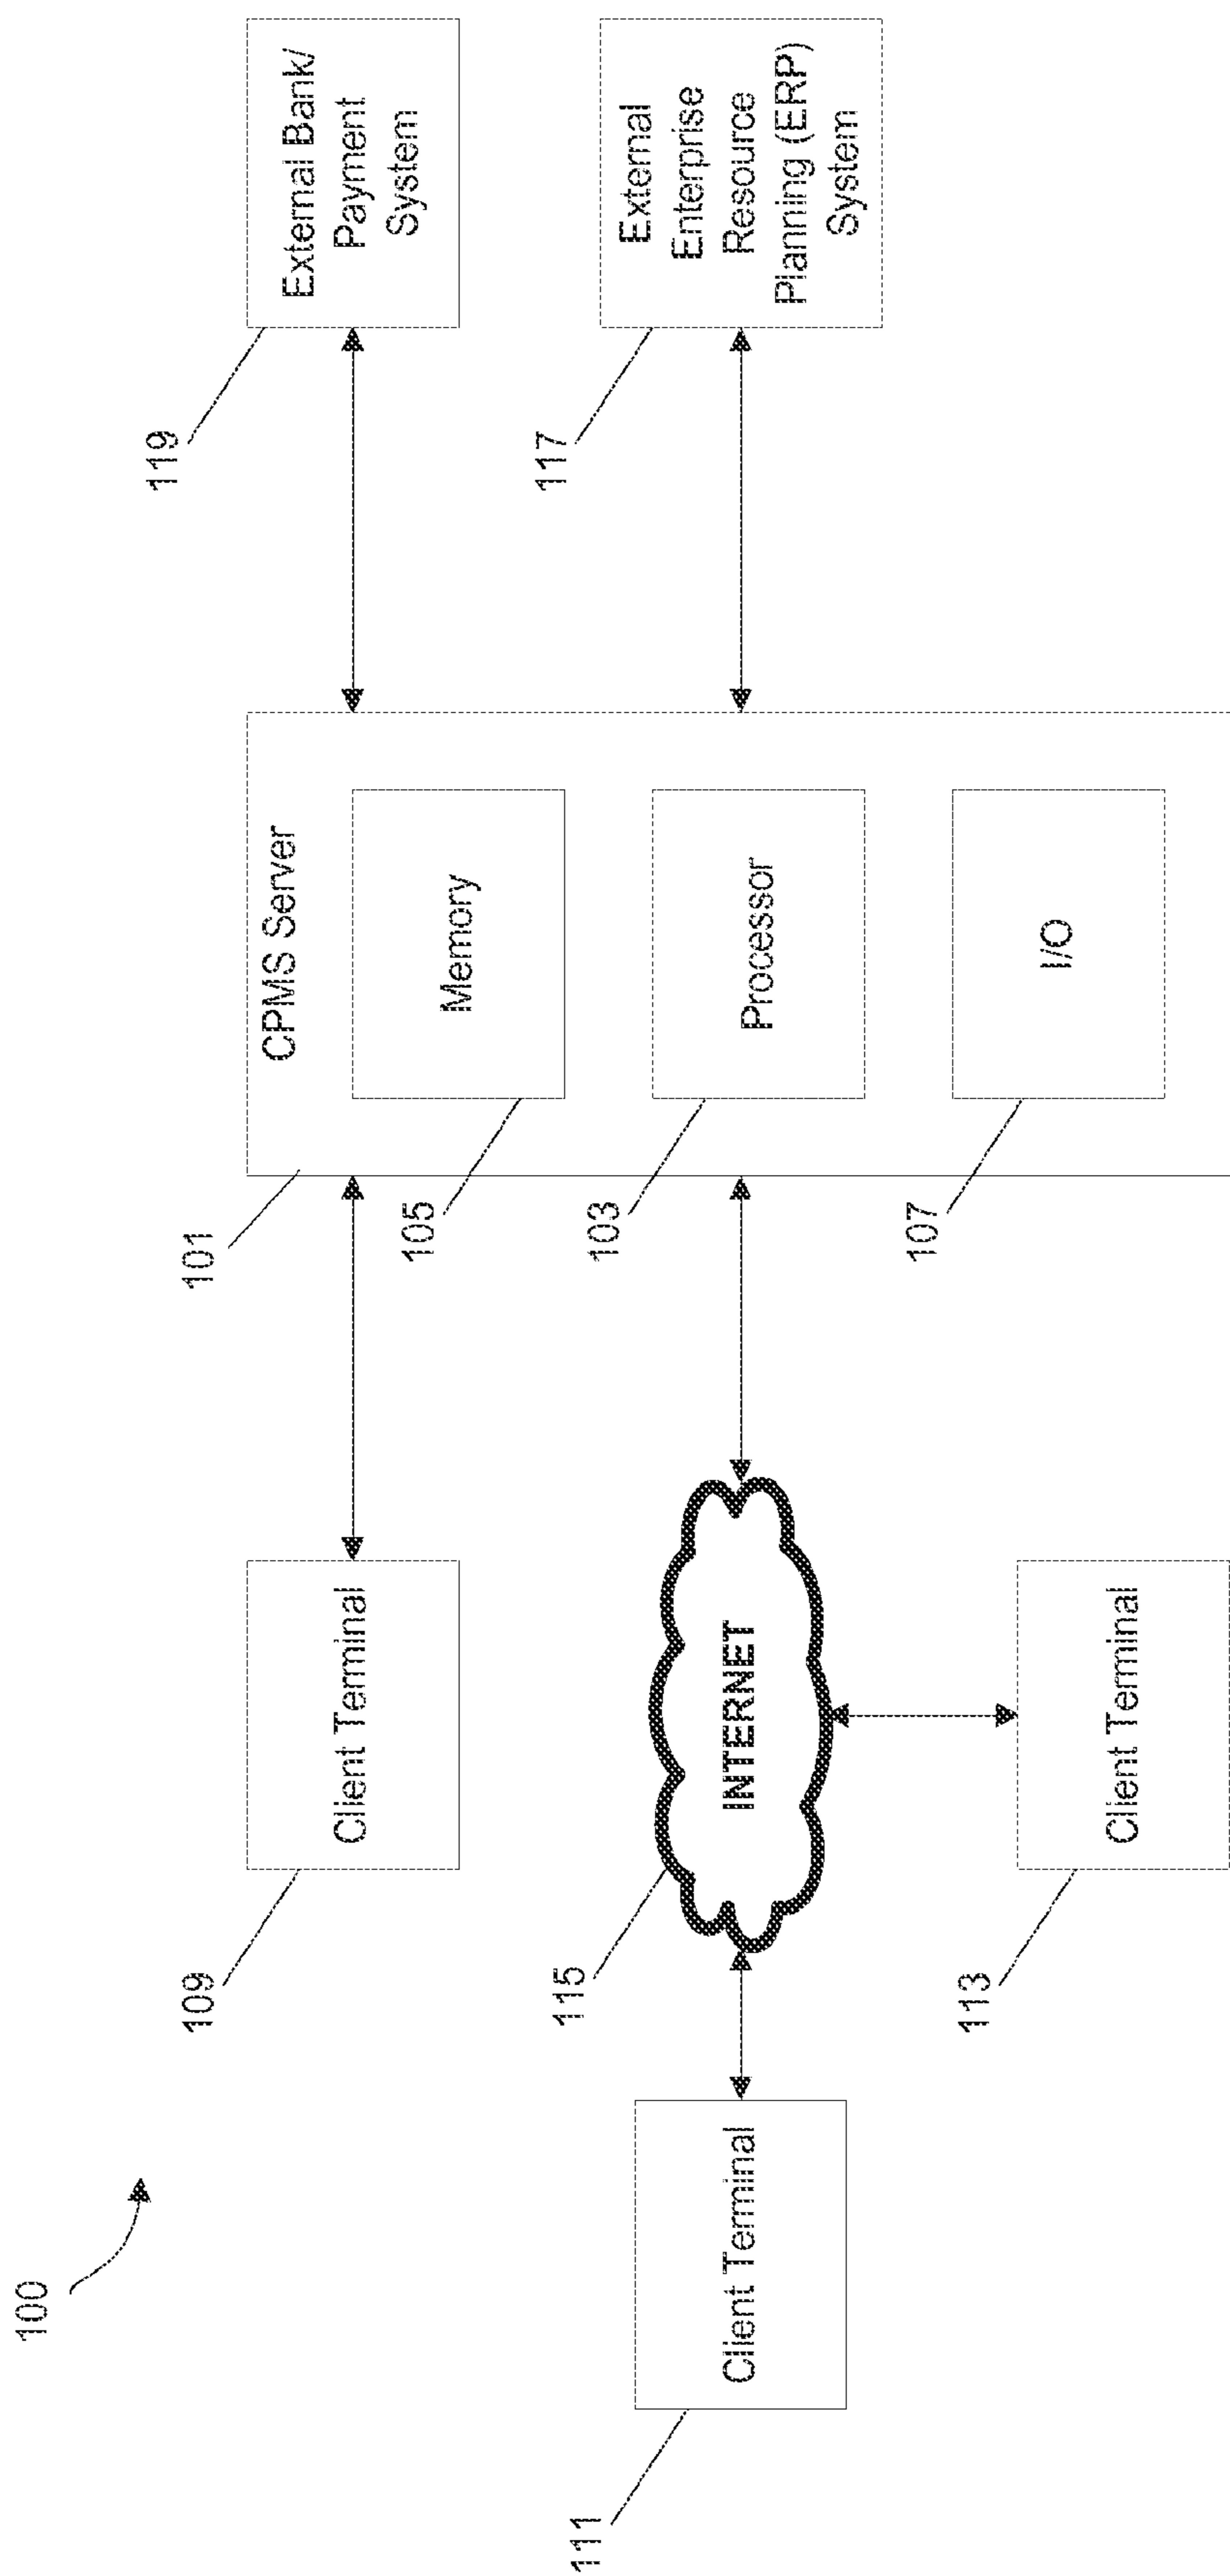 100
119
External Bank/
Payment
System
117
External
Enterprise
Resource
Planning (ERP)
System
101
CPMS Server
105
Memory
103
Processor
107
I/O
109
Client Terminal
115
INTERNET
113
Client Terminal
111
Client Terminal